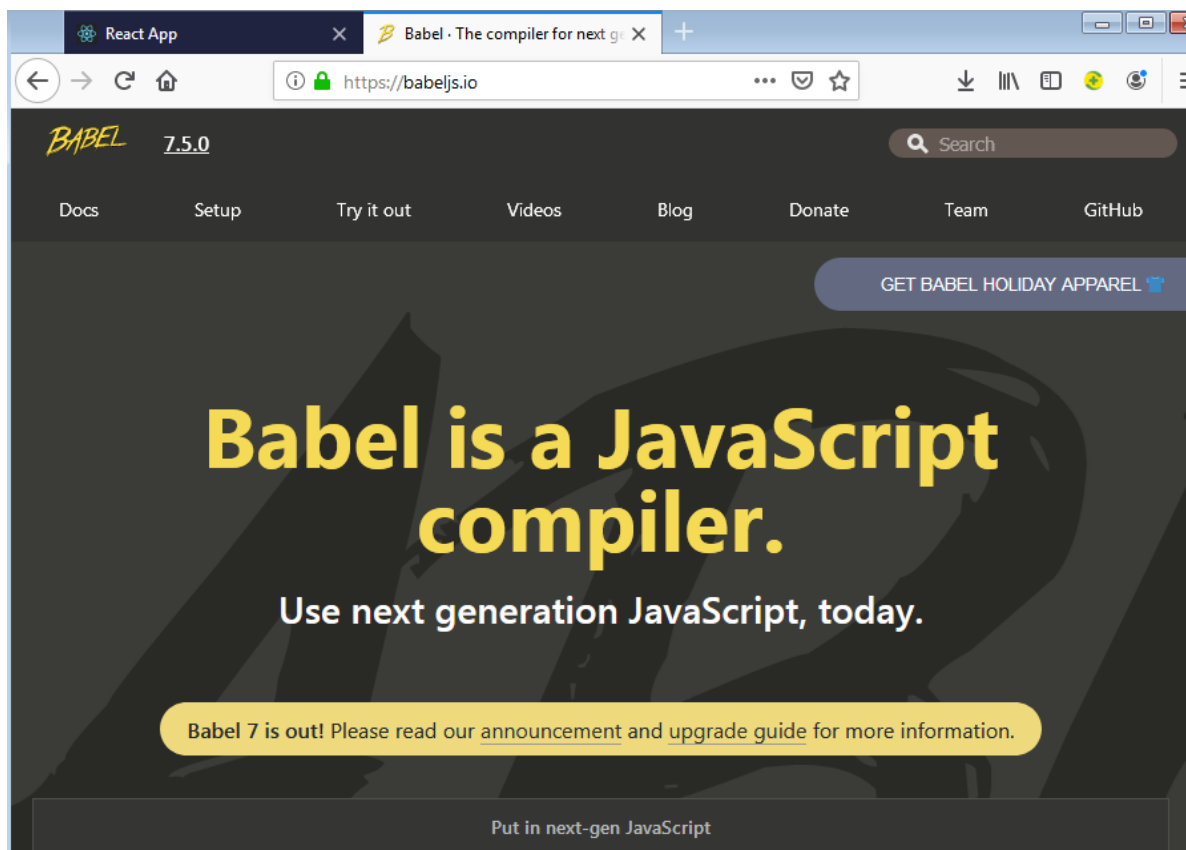 React App
Babel · The compiler for next ge
https://babeljs.io
BABEL 7.5.0
Search
Docs Setup Try it out Videos Blog Donate Team GitHub
GET BABEL HOLIDAY APPAREL
Babel is a JavaScript
compiler.
Use next generation JavaScript, today.
Babel 7 is out! Please read our announcement and upgrade guide for more information.
Put in next-gen JavaScript